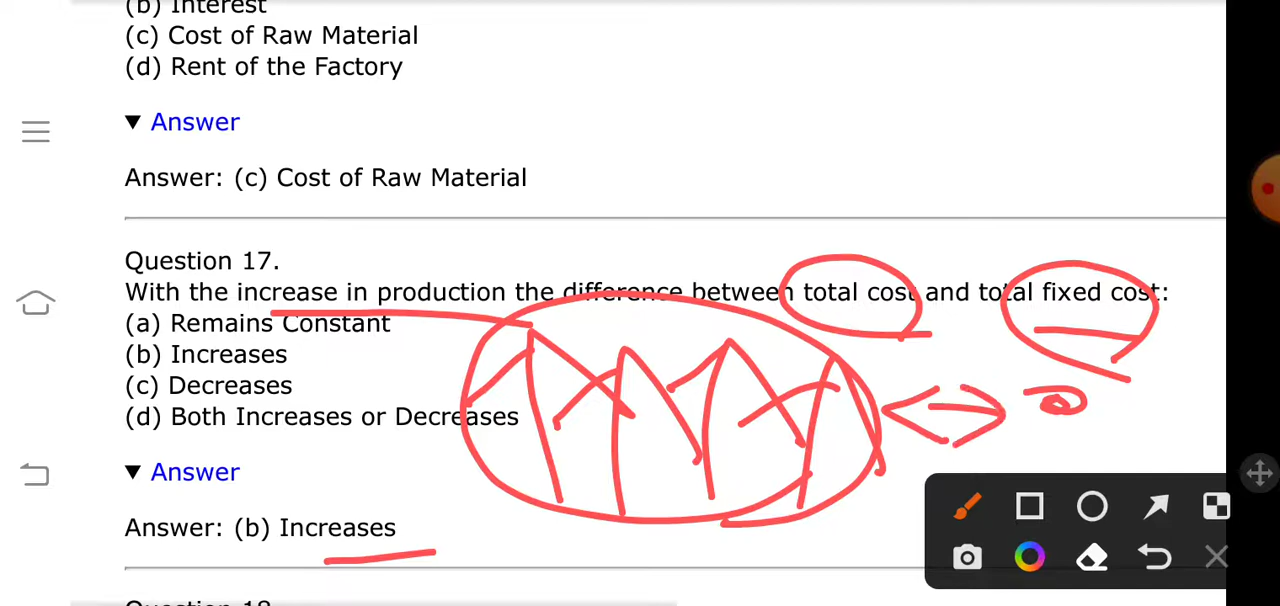 (b) Interest
(c) Cost of Raw Material
(d) Rent of the Factory
▼ Answer
Answer: (c) Cost of Raw Material
Question 17.
With the increase in production the difference between total cost and total fixed cost:
(a) Remains Constant
(b) Increases
(c) Decreases
(d) Both Increases or Decreases
▼ Answer
Answer: (b) Increases
Question 18